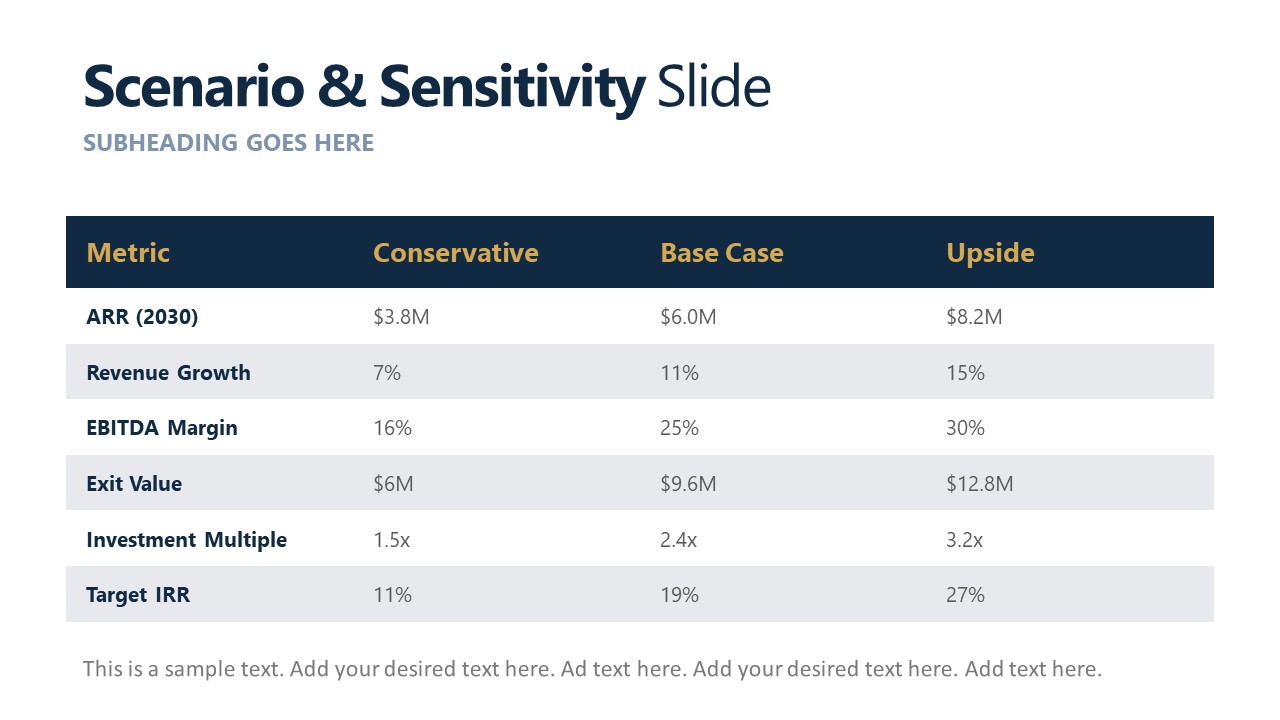 Scenario & Sensitivity Slide
SUBHEADING GOES HERE
Metric Conservative Base Case Upside
ARR (2030) $3.8M $6.0M $8.2M
Revenue Growth 7% 11% 15%
EBITDA Margin 16% 25% 30%
Exit Value $6M $9.6M $12.8M
Investment Multiple 1.5x 2.4x 3.2x
Target IRR 11% 19% 27%
This is a sample text. Add your desired text here. Ad text here. Add your desired text here. Add text here.